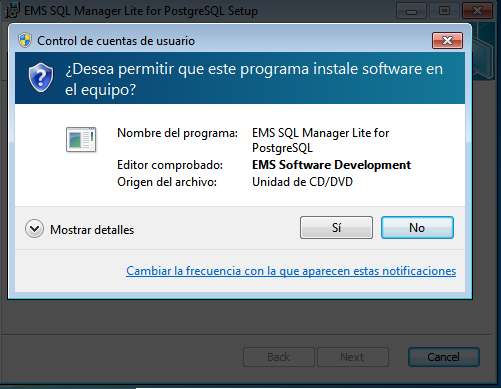 EMS SQL Manager Lite for PostgreSQL Setup
Control de cuentas de usuario
¿Desea permitir que este programa instale software en
el equipo?
Nombre del programa: EMS SQL Manager Lite for
PostgreSQL
Editor comprobado: EMS Software Development
Origen del archivo: Unidad de CD/DVD
Mostrar detalles
Sí
No
Cambiar la frecuencia con la que aparecen estas notificaciones
Back
Next
Cancel